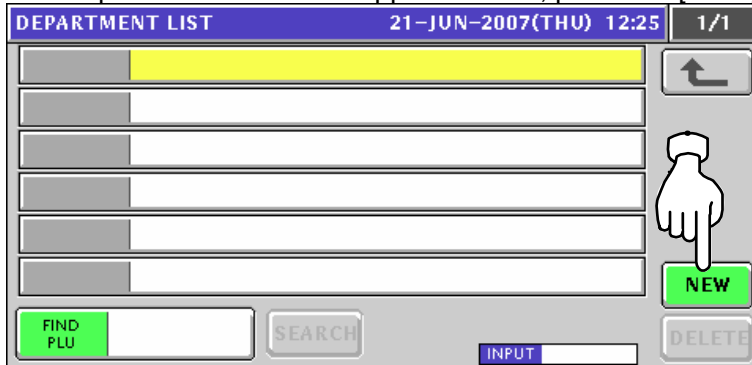 DEPARTMENT LIST 21-JUN-2007(THU) 12:25 1/1
NEW
FIND
PLU
SEARCH
DELETE
INPUT